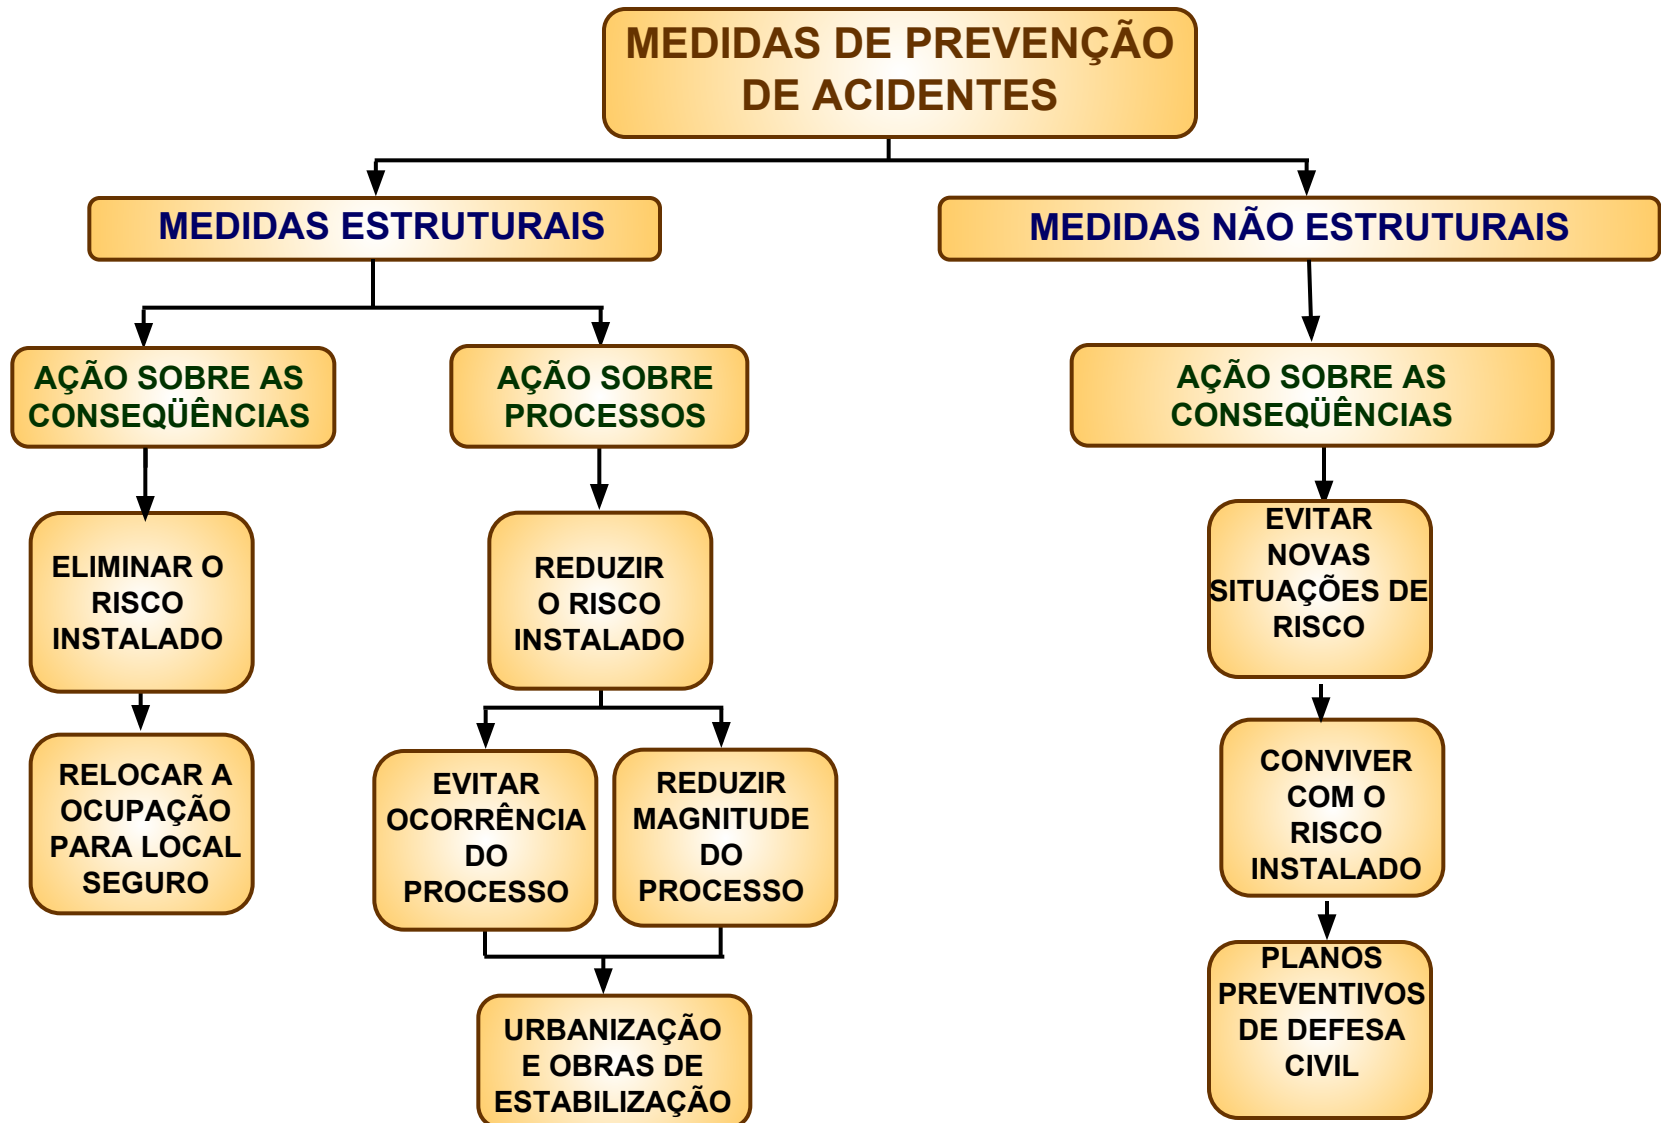 MEDIDAS DE PREVENÇÃO
DE ACIDENTES
MEDIDAS ESTRUTURAIS
MEDIDAS NÃO ESTRUTURAIS
AÇÃO SOBRE AS
CONSEQÜÊNCIAS
AÇÃO SOBRE
PROCESSOS
AÇÃO SOBRE AS
CONSEQÜÊNCIAS
ELIMINAR O
RISCO
INSTALADO
REDUZIR
O RISCO
INSTALADO
EVITAR
NOVAS
SITUAÇÕES DE
RISCO
RELOCAR A
OCUPAÇÃO
PARA LOCAL
SEGURO
EVITAR
OCORRÊNCIA
DO
PROCESSO
REDUZIR
MAGNITUDE
DO
PROCESSO
CONVIVER
COM O
RISCO
INSTALADO
URBANIZAÇÃO
E OBRAS DE
ESTABILIZAÇÃO
PLANOS
PREVENTIVOS
DE DEFESA
CIVIL